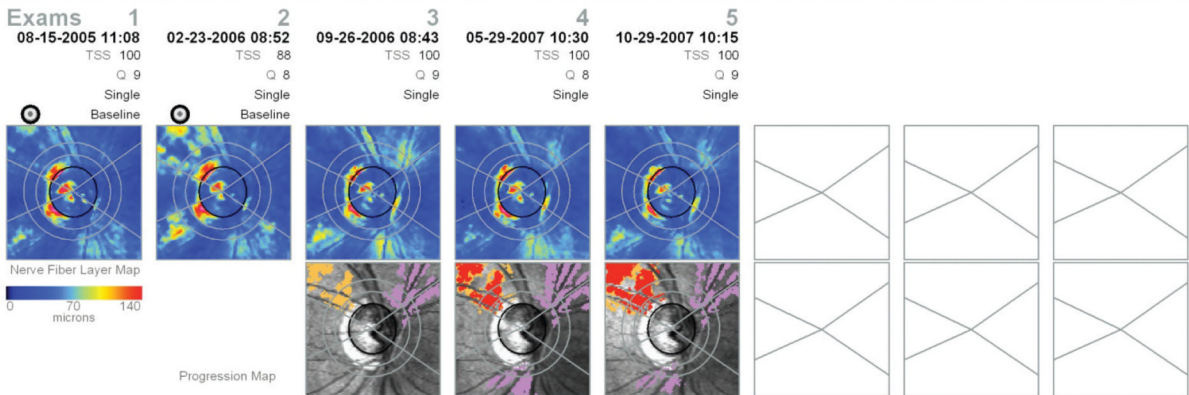 Exams 1 2 3 4 5
08-15-2005 11:08 02-23-2006 08:52 09-26-2006 08:43 05-29-2007 10:30 10-29-2007 10:15
TSS 100 TSS 88 TSS 100 TSS 100 TSS 100
Q 9 Q 8 Q 9 Q 8 Q 9
Single Single Single Single Single
Baseline Baseline
Nerve Fiber Layer Map
0 70 140
microns
Progression Map